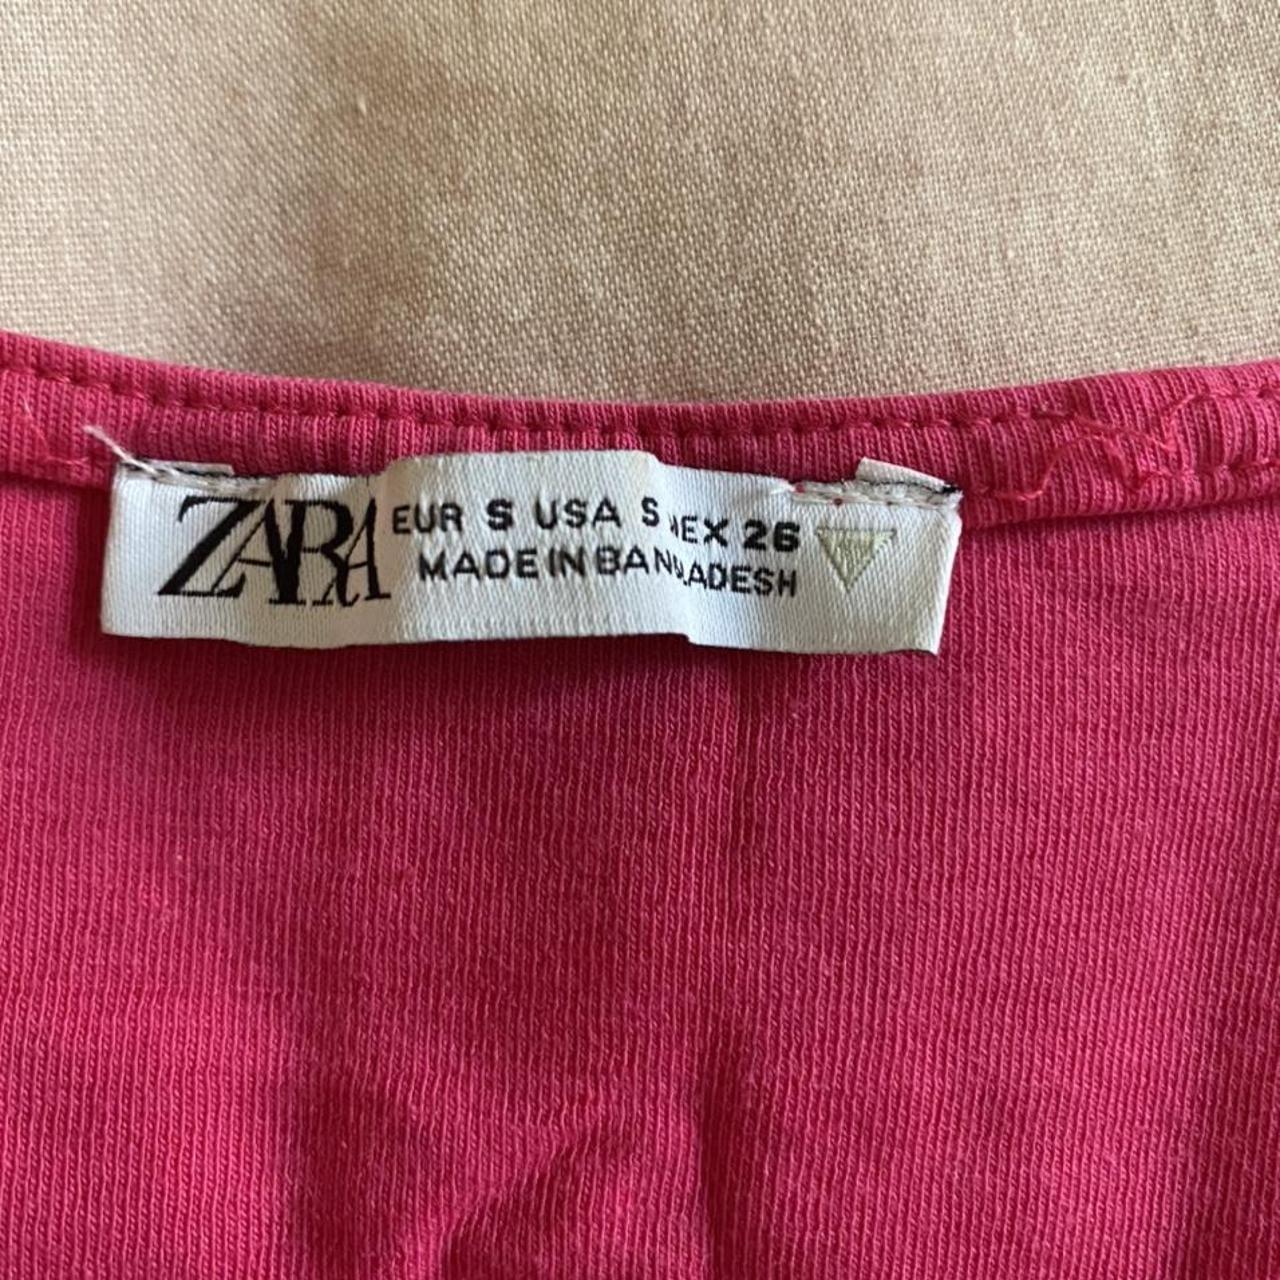 ZARA
EUR S USA S MEX 26
MADE IN BANGLADESH